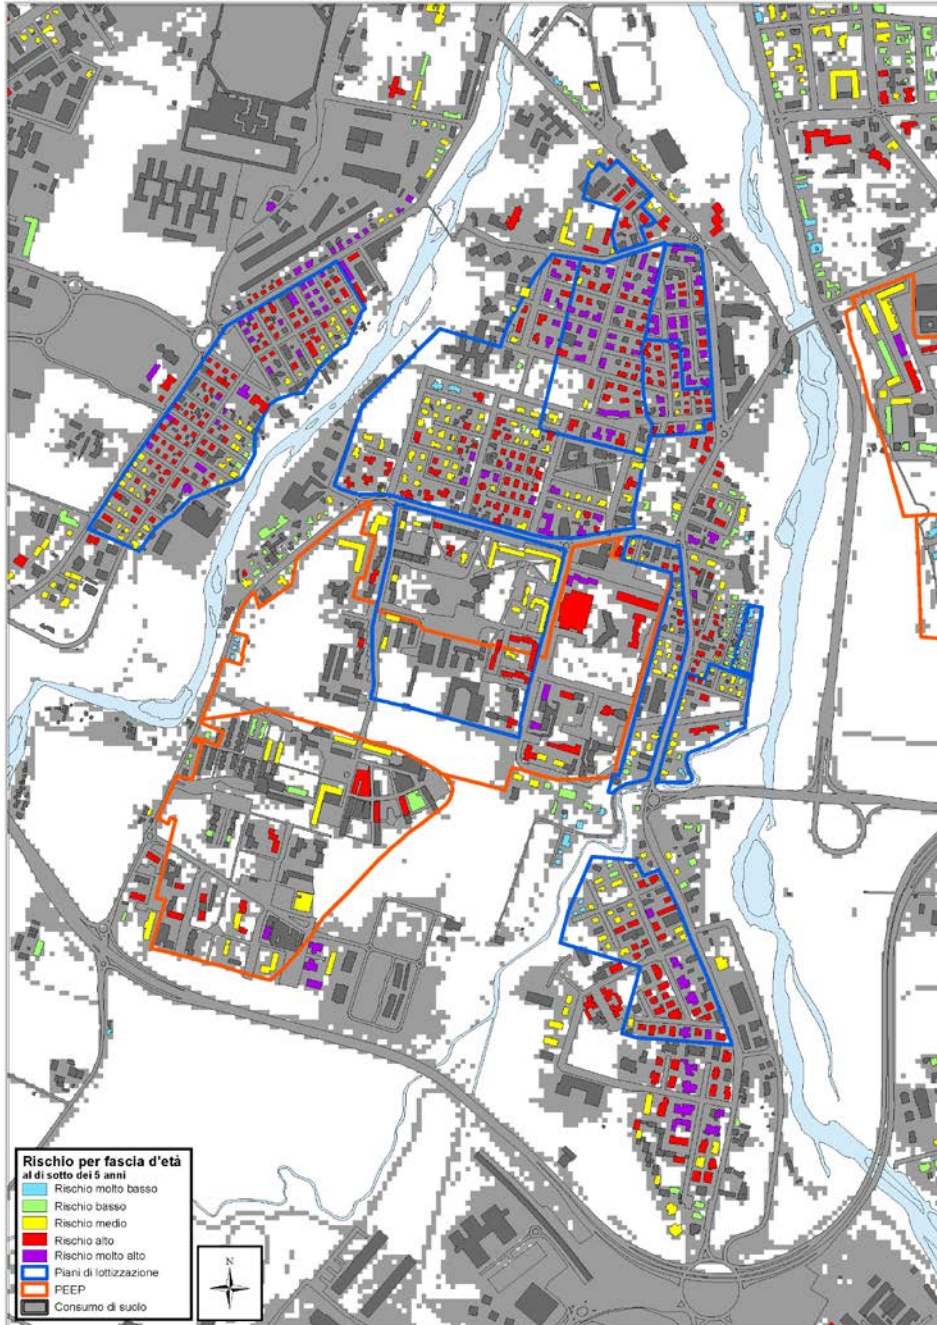 Rischio per fascia d'età
al di sotto dei 5 anni
Rischio molto basso
Rischio basso
Rischio medio
Rischio alto
Rischio molto alto
Piani di lottizzazione
PEEP
Consumo di suolo
N